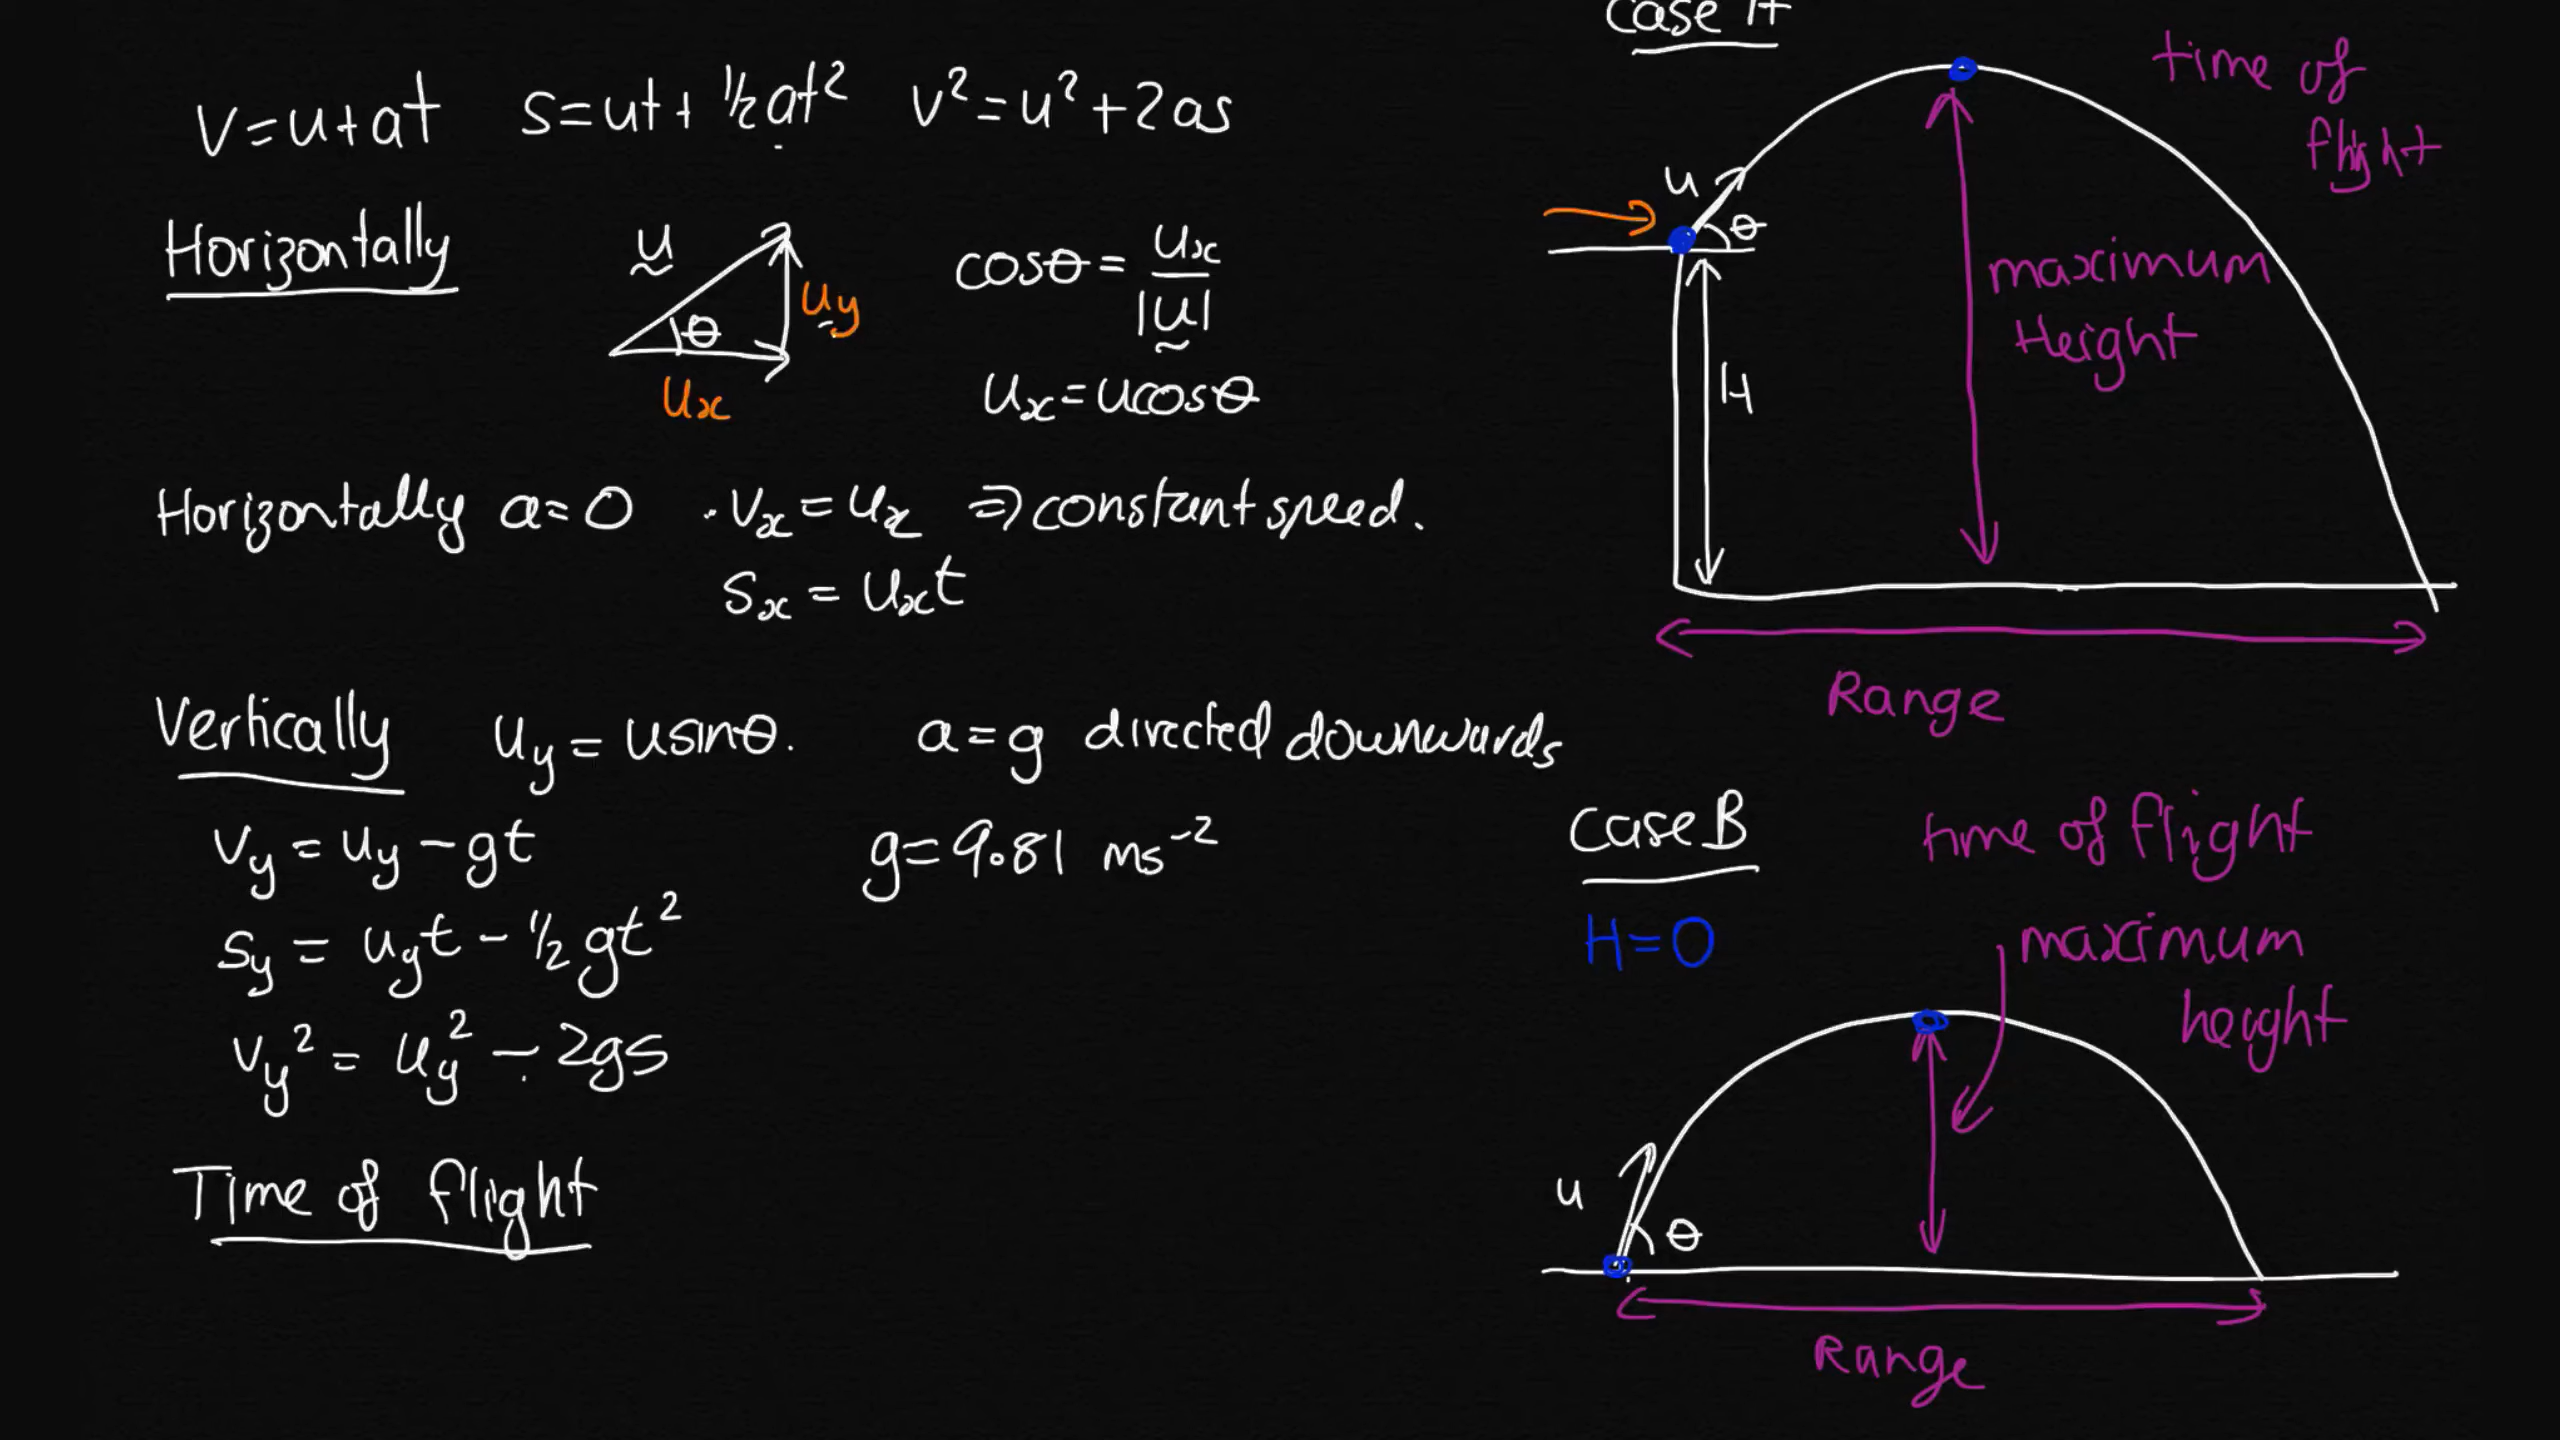 v=u+at s=ut+½at² v²=u²+2as
Horizontally
u
θ
uy
ux
cosθ = ux/|u|
ux=ucosθ
Horizontally a=0 · vx=ux ⇒ constant speed.
sx = uxt
Vertically uy=usinθ. a=g directed downwards
vy=uy-gt g=9.81 ms⁻²
sy = uyt-½gt²
vy² = uy²-2gs
Time of flight
Case A
time of
flight
u
θ
maximum
Height
H
Range
Case B
time of flight
H=0
maximum
height
u
θ
Range